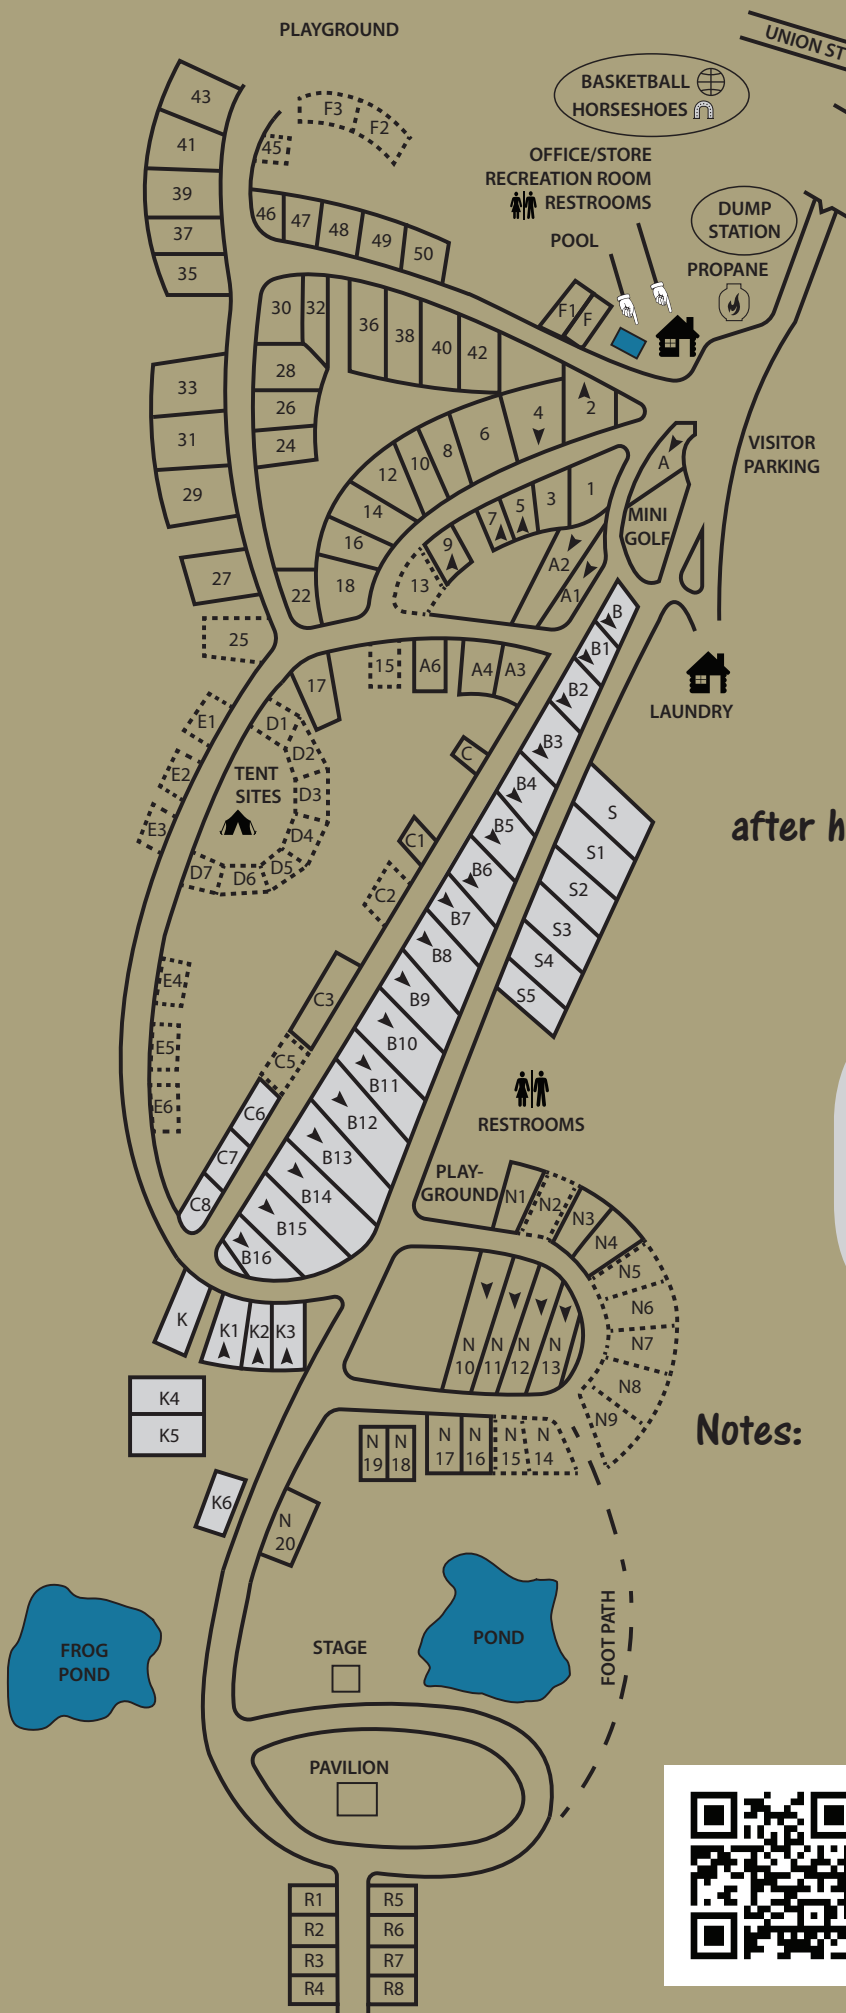 PLAYGROUND
UNION ST
BASKETBALL
HORSESHOES
OFFICE/STORE
RECREATION ROOM
RESTROOMS
POOL
DUMP
STATION
PROPANE
43
41
39
37
35
F3
F2
45
46
47
48
49
50
F1
F
30
32
36
38
40
42
28
26
24
33
31
29
27
25
2
4
6
8
10
12
14
16
18
22
1
3
5
7
9
13
A
MINI
GOLF
VISITOR
PARKING
A2
A1
15
A6
A4
A3
17
LAUNDRY
B
B1
B2
B3
B4
B5
B6
B7
B8
B9
B10
B11
B12
B13
B14
B15
B16
E1
E2
E3
TENT
SITES
D1
D2
D3
D4
D5
D6
D7
E4
E5
E6
C
C1
C2
C3
C5
C6
C7
C8
S
S1
S2
S3
S4
S5
after h
RESTROOMS
PLAY-
GROUND
N1
N2
N3
N4
N5
N6
N7
N8
N9
N
10
N
11
N
12
N
13
K
K1
K2
K3
K4
K5
K6
N
19
N
18
N
17
N
16
N
15
N
14
N
20
Notes:
FROG
POND
STAGE
POND
FOOT PATH
PAVILION
R1
R2
R3
R4
R5
R6
R7
R8